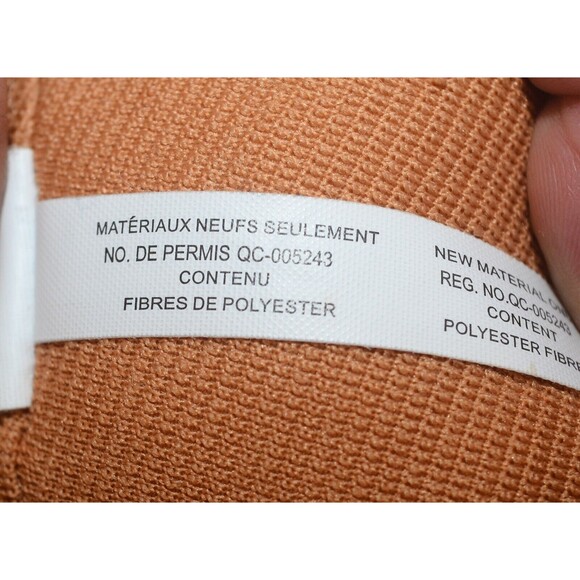 MATÉRIAUX NEUFS SEULEMENT
NO. DE PERMIS QC-005243
CONTENU
FIBRES DE POLYESTER
NEW MATERIAL
REG. NO.QC-005243
CONTENT
POLYESTER FIBRE